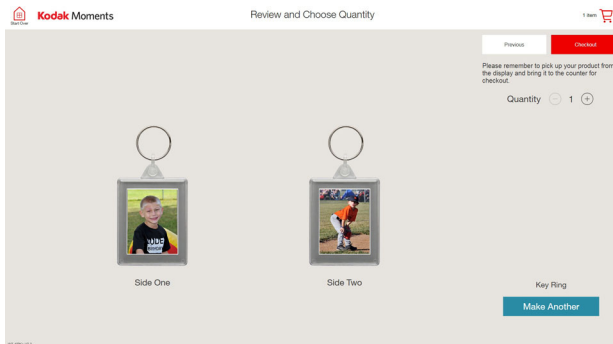 Start Over
Kodak Moments
Review and Choose Quantity
1 item
Previous
Checkout
Please remember to pick up your product from
the display and bring it to the counter for
checkout.
Quantity
1
Side One
Side Two
Key Ring
Make Another